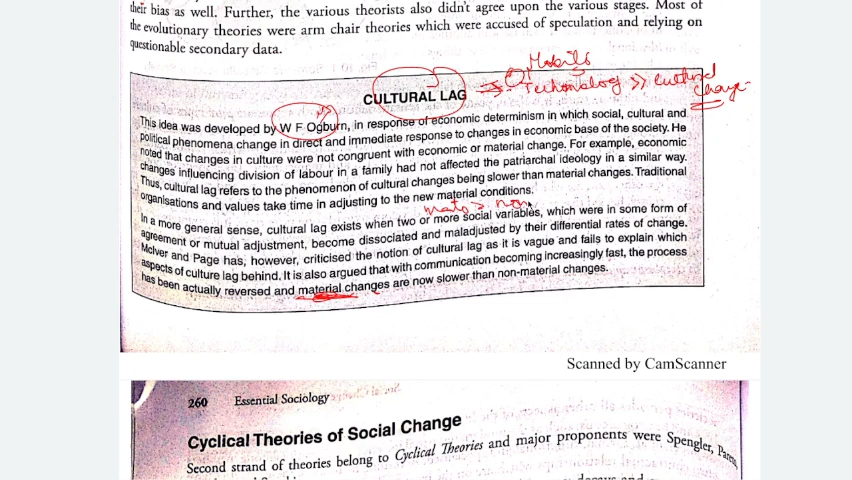 their bias as well. Further, the various theorists also didn't agree upon the various stages. Most of
the evolutionary theories were arm chair theories which were accused of speculation and relying on
questionable secondary data.
CULTURAL LAG
This idea was developed by W F Ogburn, in response of economic determinism in which social, cultural and
political phenomena change in direct and immediate response to changes in economic base of the society. He
noted that changes in culture were not congruent with economic or material change. For example, economic
changes influencing division of labour in a family had not affected the patriarchal ideology in a similar way.
Thus, cultural lag refers to the phenomenon of cultural changes being slower than material changes. Traditional
organisations and values take time in adjusting to the new material conditions.
In a more general sense, cultural lag exists when two or more social variables, which were in some form of
agreement or mutual adjustment, become dissociated and maladjusted by their differential rates of change.
McIver and Page has, however, criticised the notion of cultural lag as it is vague and fails to explain which
aspects of culture lag behind. It is also argued that with communication becoming increasingly fast, the process
has been actually reversed and material changes are now slower than non-material changes.
Scanned by CamScanner
260 Essential Sociology
Cyclical Theories of Social Change
Second strand of theories belong to Cyclical Theories and major proponents were Spengler, Pareto,